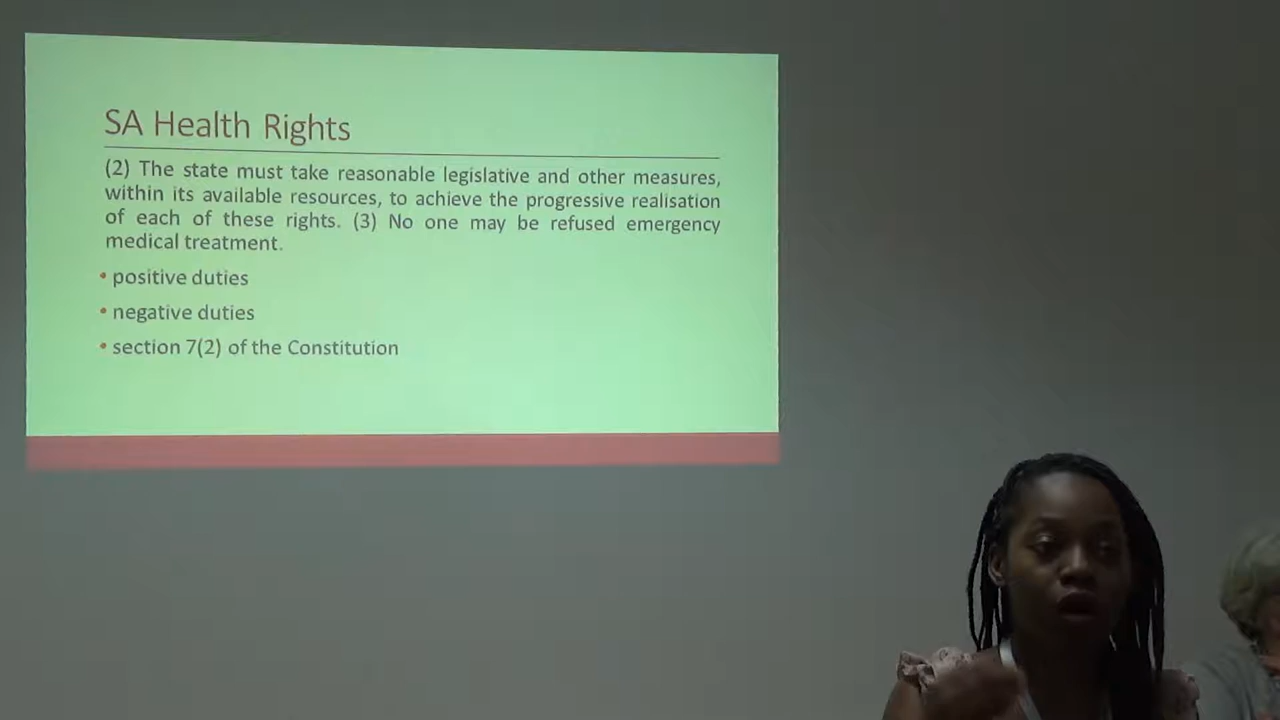 SA Health Rights
(2) The state must take reasonable legislative and other measures,
within its available resources, to achieve the progressive realisation
of each of these rights. (3) No one may be refused emergency
medical treatment.
• positive duties
• negative duties
• section 7(2) of the Constitution